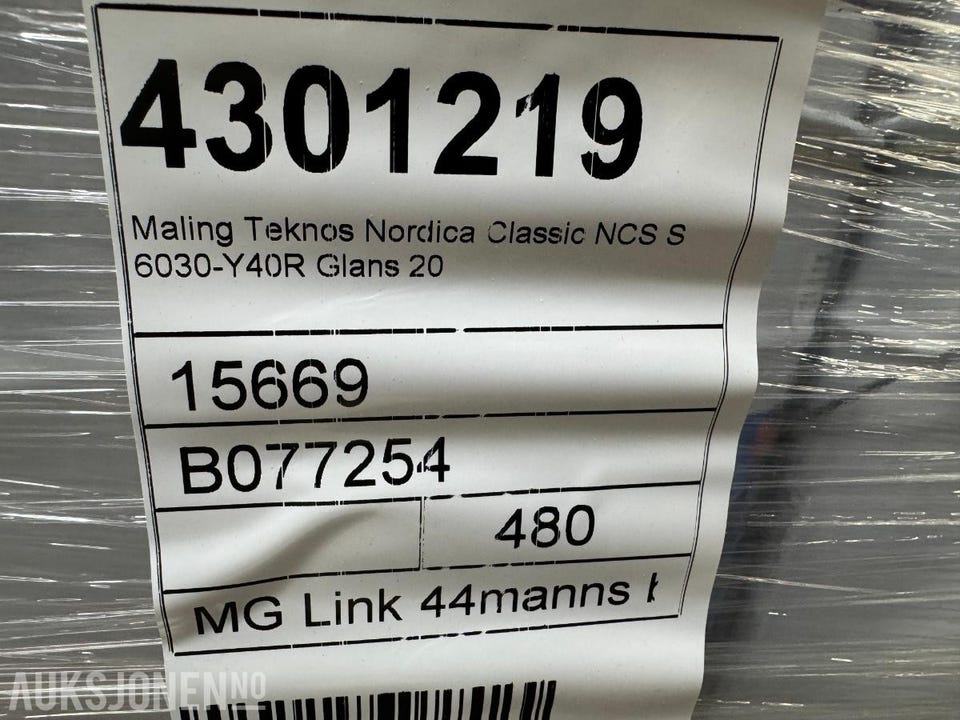 4301219
Maling Teknos Nordica Classic NCS S
6030-Y40R Glans 20
15669
B077254
480
MG Link 44manns
AUKSJONEN.NO